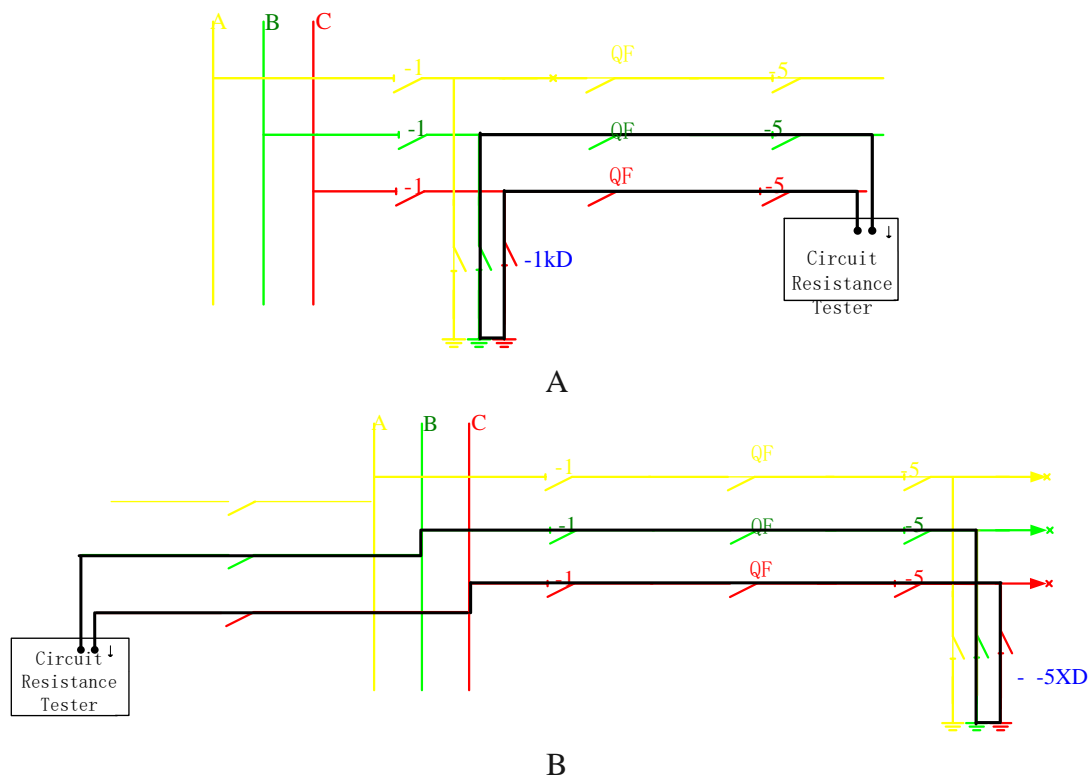 A B C
-1 QF -5
-1 QF -5
-1 QF -5
-1kD
↓
Circuit
Resistance
Tester
A
A B C
-1 QF -5
-1 QF -5
-1 QF -5
↓
Circuit
Resistance
Tester
- -5XD
B